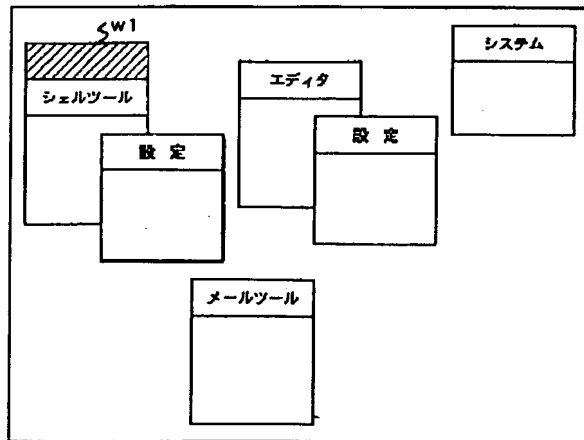 w1
システム
エディタ
シェルツール
設定
設定
メールツール